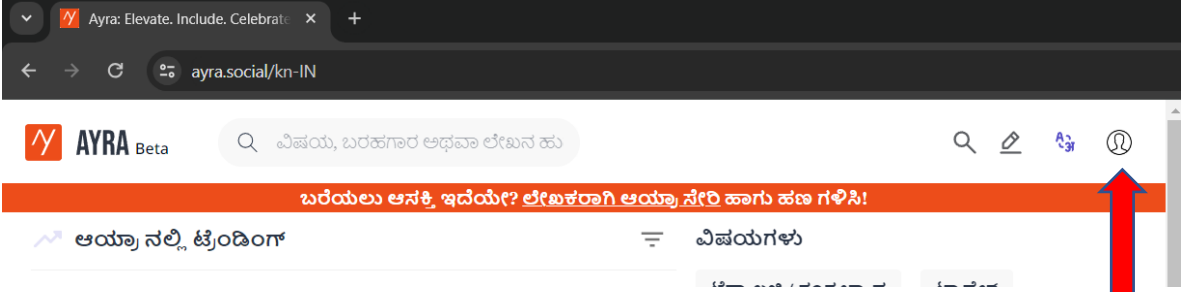 Ayra: Elevate. Include. Celebrate
ayra.social/kn-IN
AYRA Beta
ವಿಷಯ, ಬರಹಗಾರ ಅಥವಾ ಲೇಖನ ಹು
Aअ
ಬರೆಯಲು ಆಸಕ್ತಿ ಇದೆಯೇ? ಲೇಖಕರಾಗಿ ಆಯ್ರಾ ಸೇರಿ ಹಾಗು ಹಣ ಗಳಿಸಿ!
ಆಯ್ರಾ ನಲ್ಲಿ ಟ್ರೆಂಡಿಂಗ್
ವಿಷಯಗಳು